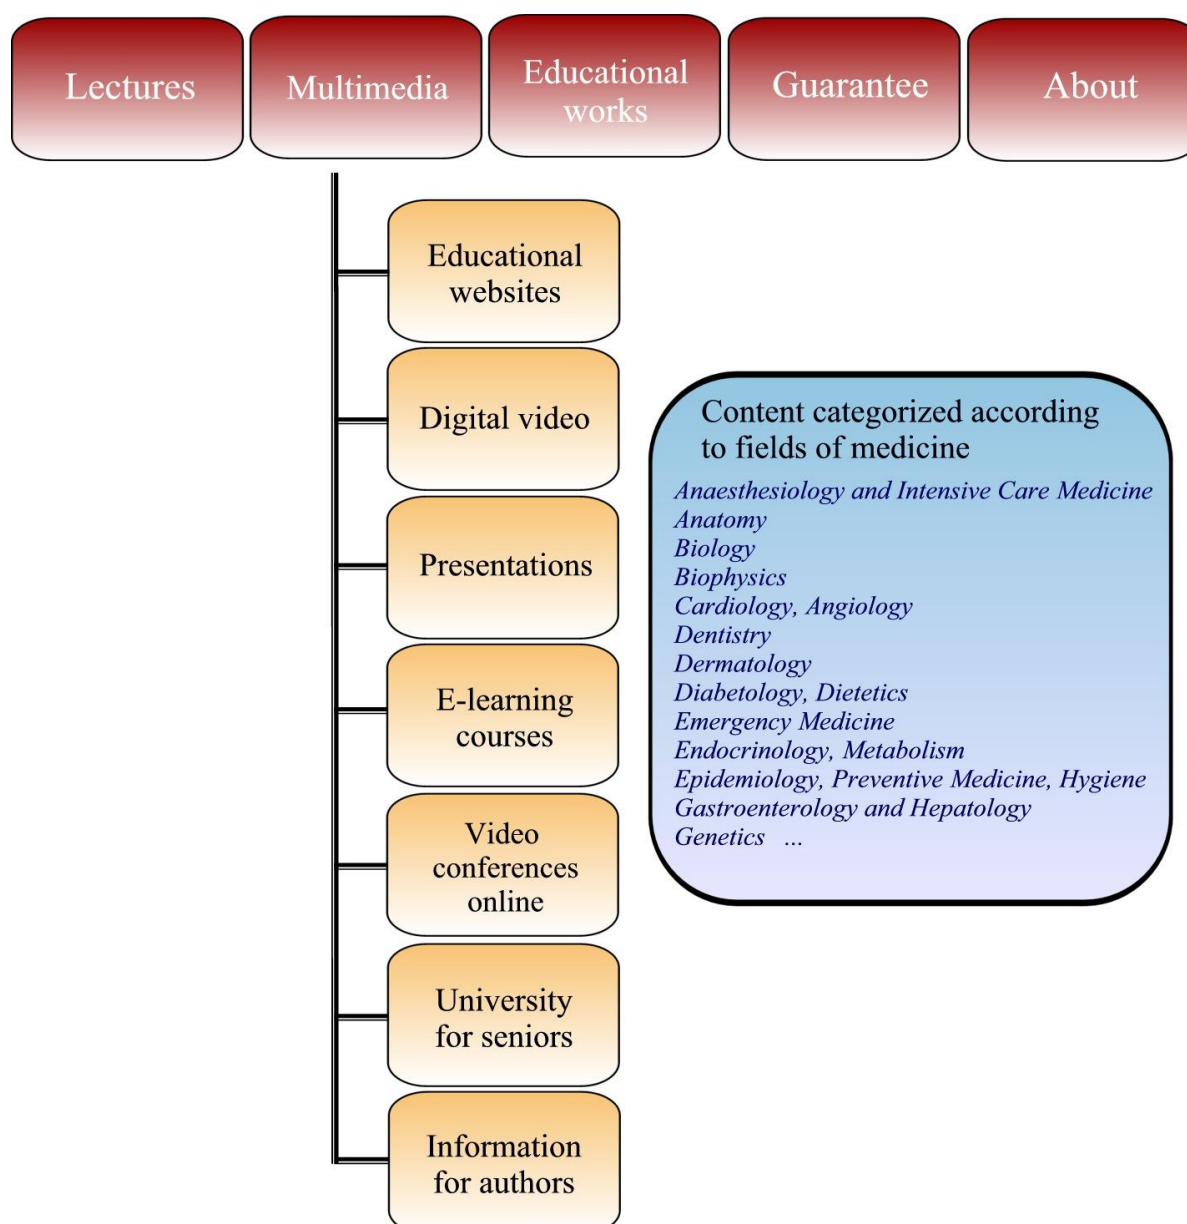 Lectures
Multimedia
Educational
works
Guarantee
About
Educational
websites
Digital video
Presentations
E-learning
courses
Video
conferences
online
University
for seniors
Information
for authors
Content categorized according
to fields of medicine
Anaesthesiology and Intensive Care Medicine
Anatomy
Biology
Biophysics
Cardiology, Angiology
Dentistry
Dermatology
Diabetology, Dietetics
Emergency Medicine
Endocrinology, Metabolism
Epidemiology, Preventive Medicine, Hygiene
Gastroenterology and Hepatology
Genetics ...